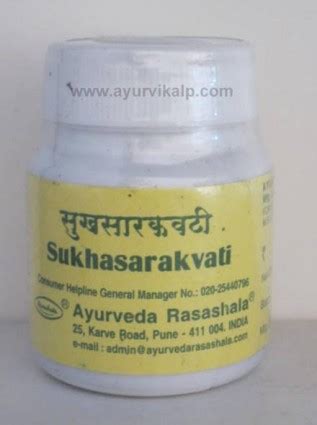 www.ayurvikalp.com
सुखसारकवटी
Sukhasarakvati
Consumer Helpline General Manager No.: 020-25440796
® Ayurveda Rasashala®
25, Karve Road, Pune - 411 004. INDIA
e-mail : admin@ayurvedarasashala.com